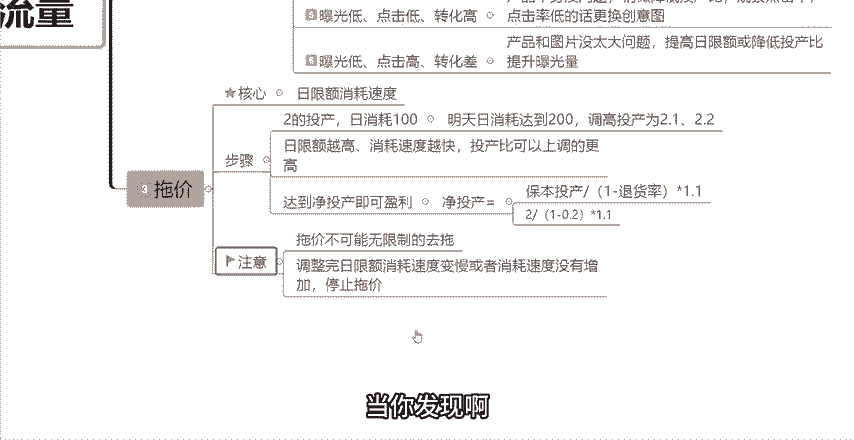 流量
曝光低、点击低、转化高
点击率低的话更换创意图
曝光低、点击高、转化差
产品和图片没太大问题，提高日限额或降低投产比
提升曝光量
3 拖价
核心
日限额消耗速度
步骤
2的投产，日消耗100
明天日消耗达到200，调高投产为2.1、2.2
日限额越高、消耗速度越快，投产比可以上调的更
高
达到净投产即可盈利
净投产=
保本投产/（1-退货率）*1.1
2/（1-0.2）*1.1
注意
拖价不可能无限制的去拖
调整完日限额消耗速度变慢或者消耗速度没有增
加，停止拖价
当你发现啊